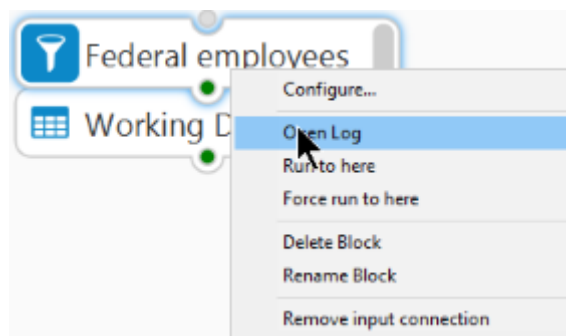 Federal employees
Configure...
Working D
Open Log
Run to here
Force run to here
Delete Block
Rename Block
Remove input connection